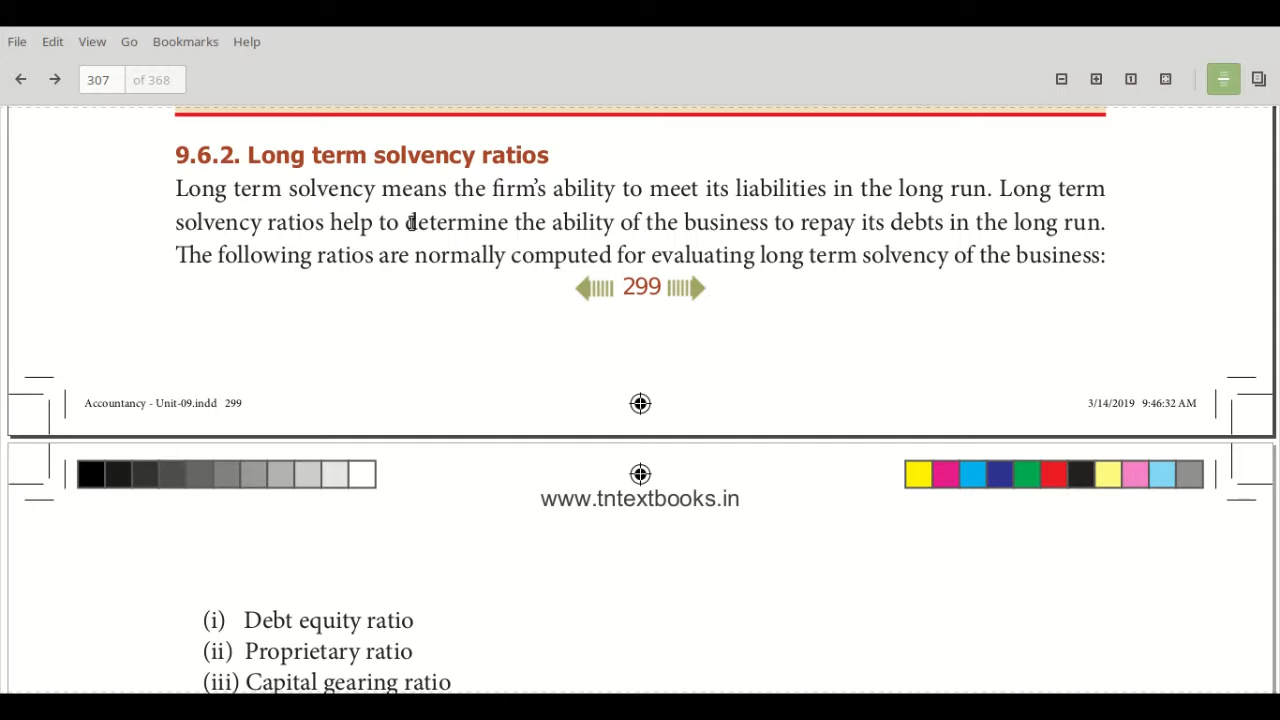 File Edit View Go Bookmarks Help
307 of 368
9.6.2. Long term solvency ratios
Long term solvency means the firm’s ability to meet its liabilities in the long run. Long term
solvency ratios help to determine the ability of the business to repay its debts in the long run.
The following ratios are normally computed for evaluating long term solvency of the business:
299
Accountancy - Unit-09.indd 299 3/14/2019 9:46:32 AM
www.tntextbooks.in
(i) Debt equity ratio
(ii) Proprietary ratio
(iii) Capital gearing ratio